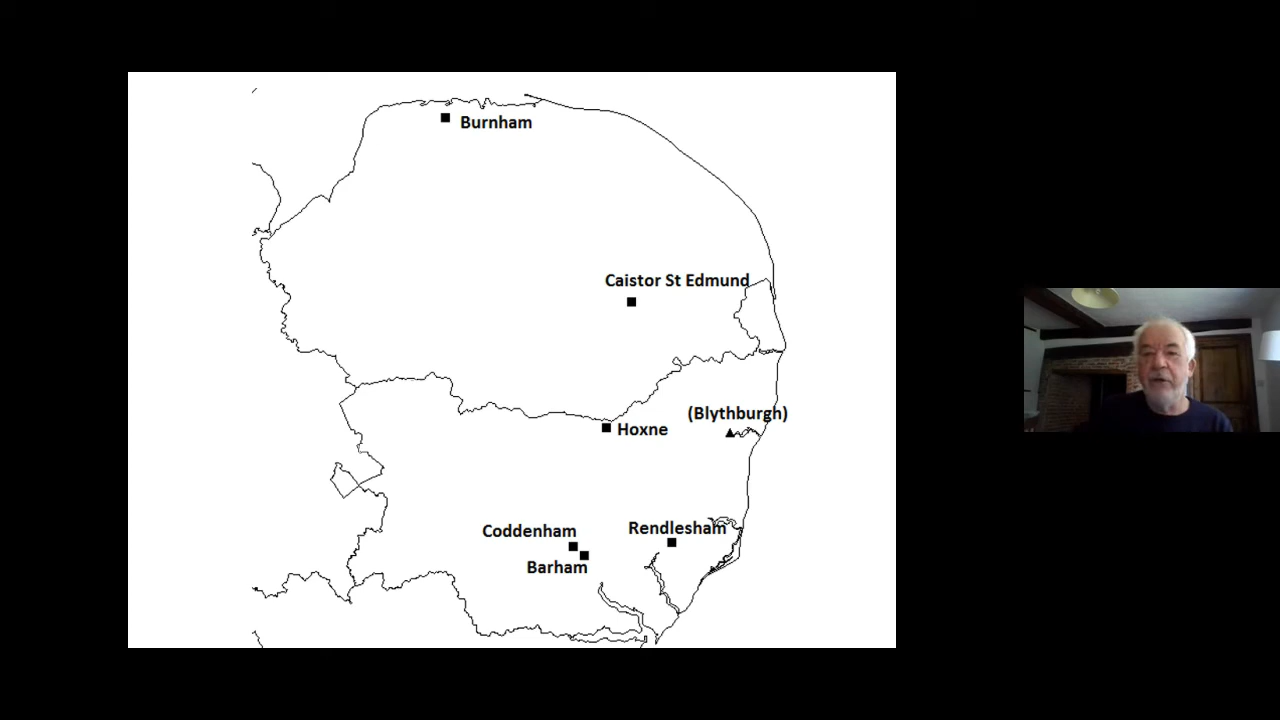 Burnham
Caistor St Edmund
(Blythburgh)
Hoxne
Rendlesham
Coddenham
Barham